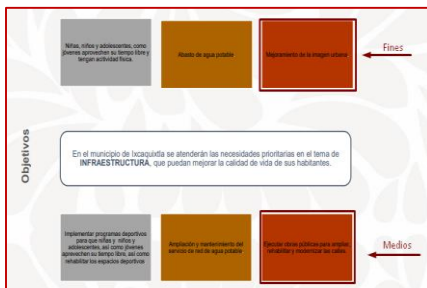 Niñas, niños y adolescentes, como
jóvenes aprovechen su tiempo libre y
tengan actividad física.
Abasto de agua potable
Mejoramiento de la imagen urbana
Fines
Objetivos
En el municipio de Ixcaquixtla se atenderán las necesidades prioritarias en el tema de
INFRAESTRUCTURA, que puedan mejorar la calidad de vida de sus habitantes.
Implementar programas deportivos
para que niñas y niños y
adolescentes, así como jóvenes
aprovechen su tiempo libre, así como
rehabilitar los espacios deportivos
Ampliación y mantenimiento del
servicio de red de agua potable
Ejecutar obras públicas para ampliar,
rehabilitar y modernizar las calles.
Medios